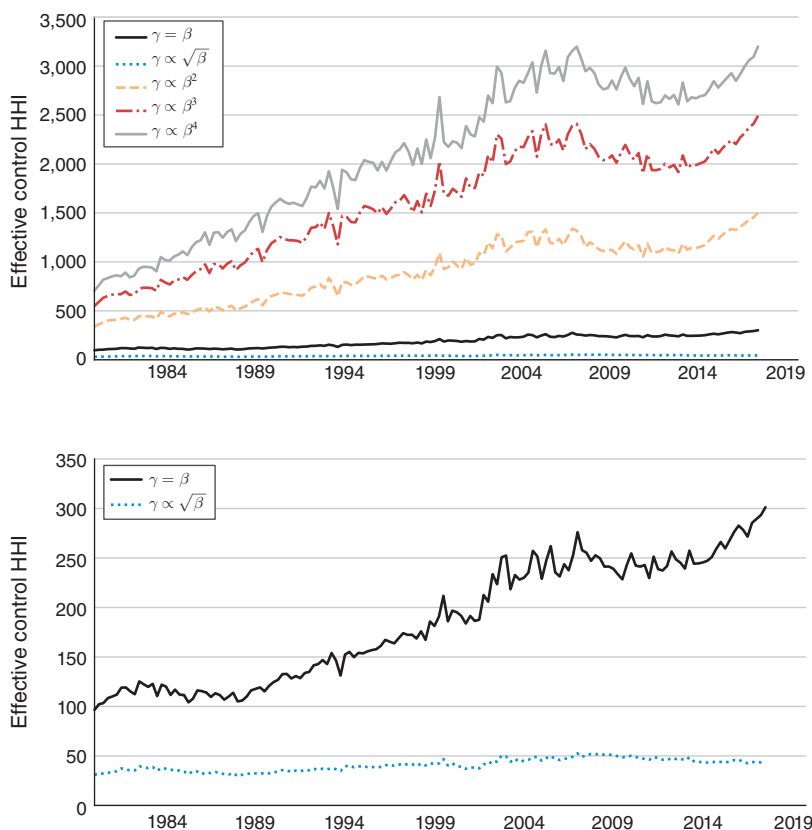 3,500
3,000
2,500
2,000
1,500
1,000
500
0
Effective control HHI
γ = β
γ ∝ √β
γ ∝ β²
γ ∝ β³
γ ∝ β⁴
1984 1989 1994 1999 2004 2009 2014 2019
350
300
250
200
150
100
50
0
Effective control HHI
γ = β
γ ∝ √β
1984 1989 1994 1999 2004 2009 2014 2019